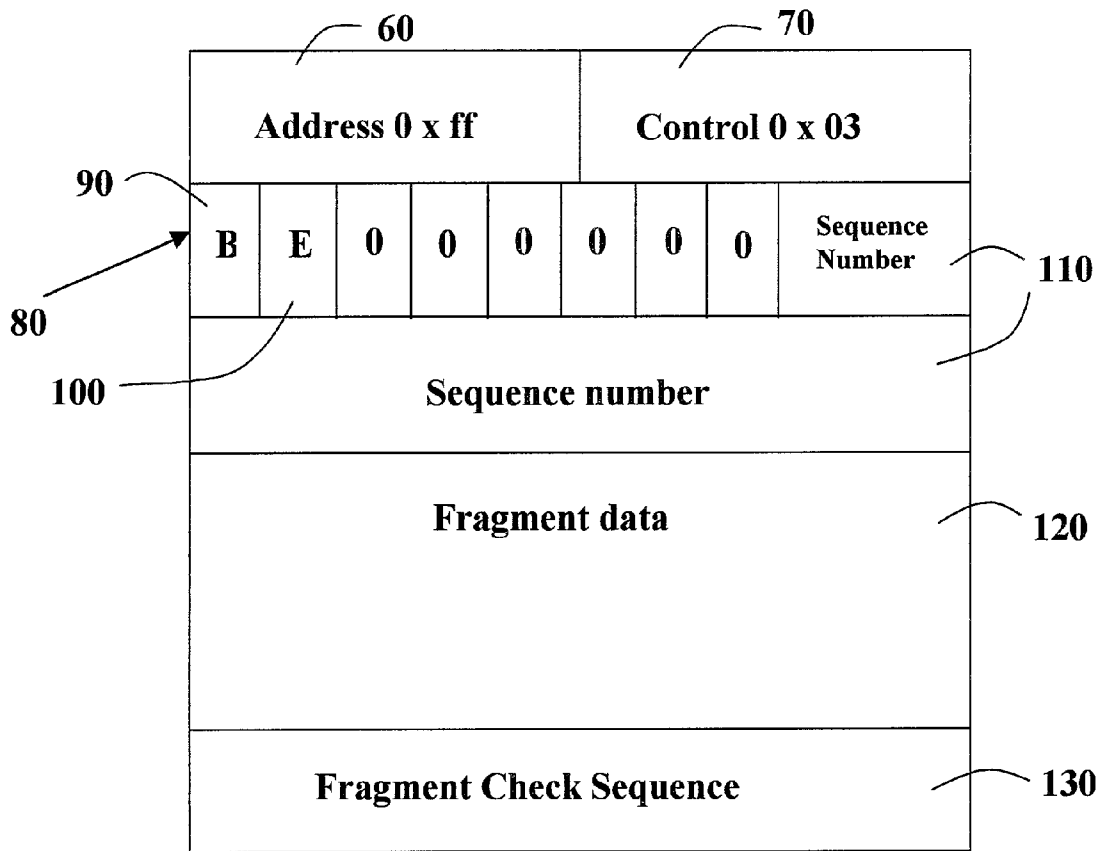 60
70
Address 0 x ff
Control 0 x 03
90
B E 0 0 0 0 0 0 Sequence
Number
110
80
100
Sequence number
Fragment data
120
Fragment Check Sequence
130